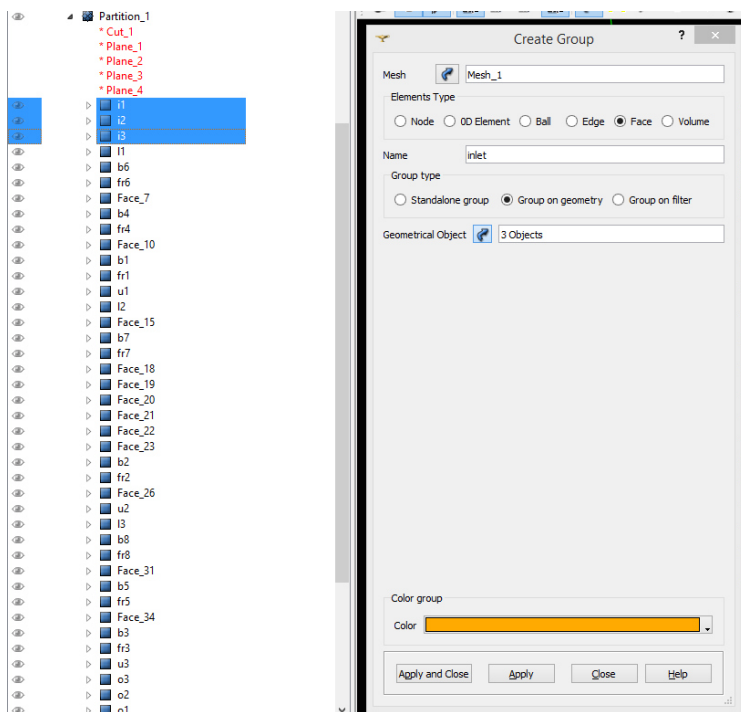 Partition_1
* Cut_1
* Plane_1
* Plane_2
* Plane_3
* Plane_4
i1
i2
i3
l1
b6
fr6
Face_7
b4
fr4
Face_10
b1
fr1
u1
l2
Face_15
b7
fr7
Face_18
Face_19
Face_20
Face_21
Face_22
Face_23
b2
fr2
Face_26
u2
l3
b8
fr8
Face_31
b5
fr5
Face_34
b3
fr3
u3
o3
o2
o1
Create Group
?
Mesh Mesh_1
Elements Type
Node 0D Element Ball Edge Face Volume
Name inlet
Group type
Standalone group Group on geometry Group on filter
Geometrical Object 3 Objects
Color group
Color
Apply and Close Apply Close Help